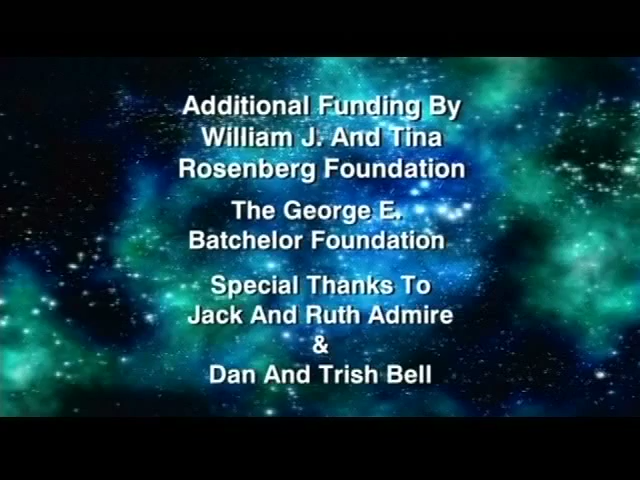 Additional Funding By
William J. And Tina
Rosenberg Foundation
The George E.
Batchelor Foundation
Special Thanks To
Jack And Ruth Admire
&
Dan And Trish Bell